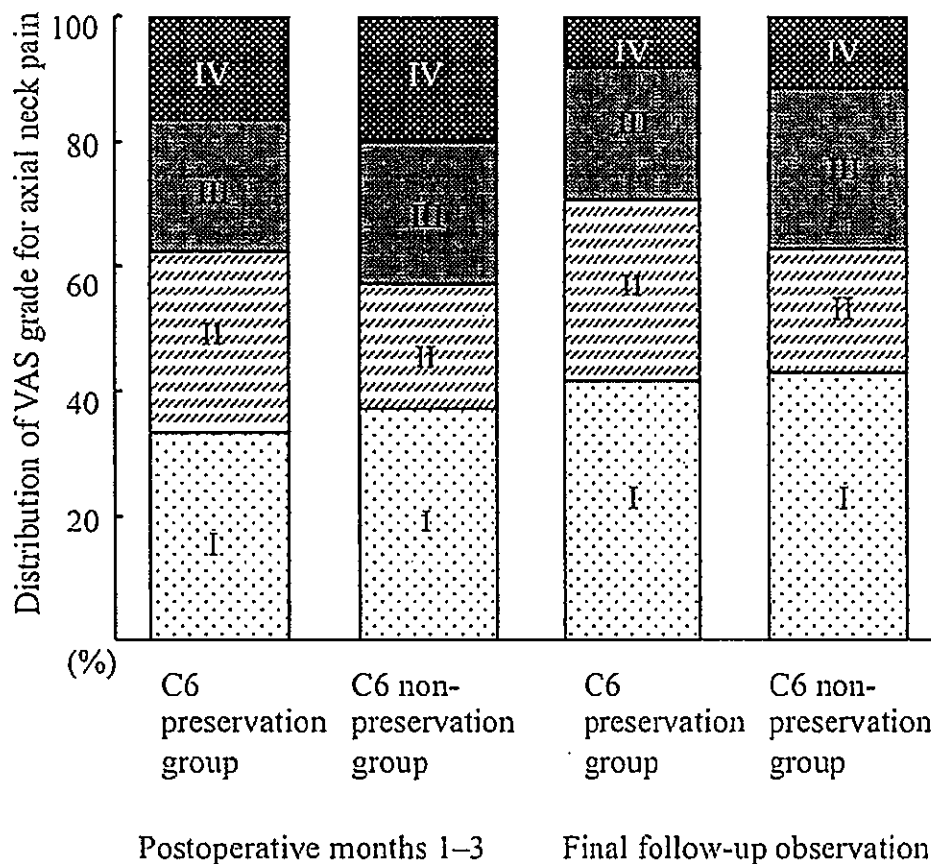 Distribution of VAS grade for axial neck pain
100
80
60
40
20
(%)
IV
III
II
I
IV
III
II
I
IV
III
II
I
IV
III
II
I
C6
preservation
group
C6 non-
preservation
group
C6
preservation
group
C6 non-
preservation
group
Postoperative months 1–3
Final follow-up observation